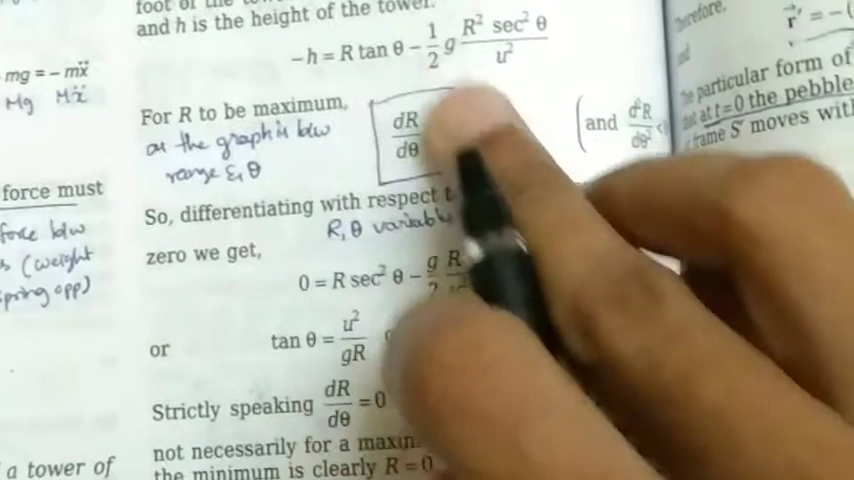 foot of the tower
and h is the height of the tower.
−h = R tan θ − 1/2 g R² sec² θ / u²
mg = − mẍ
Mg Mẍ
For R to be maximum,
as the graph is b/w
range & θ
dR/dθ
(and d²R/dθ² <
force must
So, differentiating with respect t
R, θ variable
zero we get,
force b/w
(weight
spring opp)
0 = R sec² θ − g/2 R
or
tan θ = u²/gR
Strictly speaking dR/dθ = 0
not necessarily for a maxim
the minimum is clearly R = 0
a tower of
Therefore,
r⃗′ = − (
and
The particular form of
that at t = 0 the pebble
frame S′ moves with